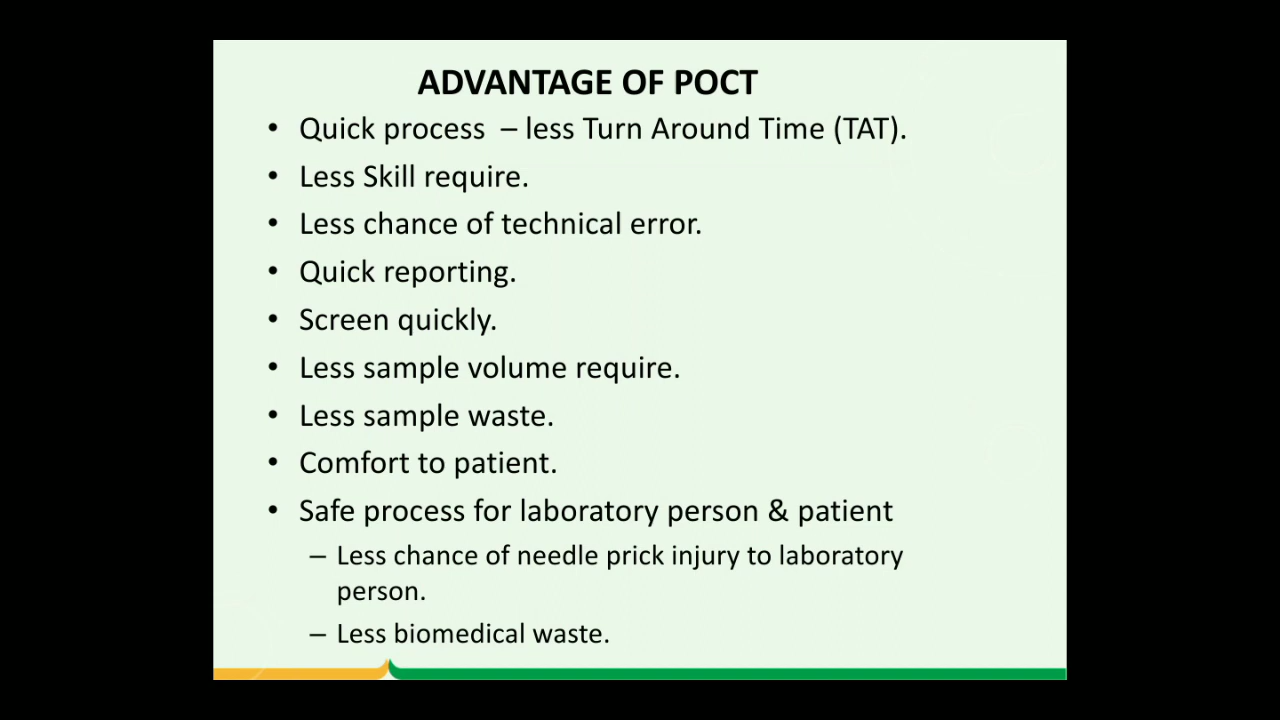 ADVANTAGE OF POCT
• Quick process – less Turn Around Time (TAT).
• Less Skill require.
• Less chance of technical error.
• Quick reporting.
• Screen quickly.
• Less sample volume require.
• Less sample waste.
• Comfort to patient.
• Safe process for laboratory person & patient
– Less chance of needle prick injury to laboratory
person.
– Less biomedical waste.